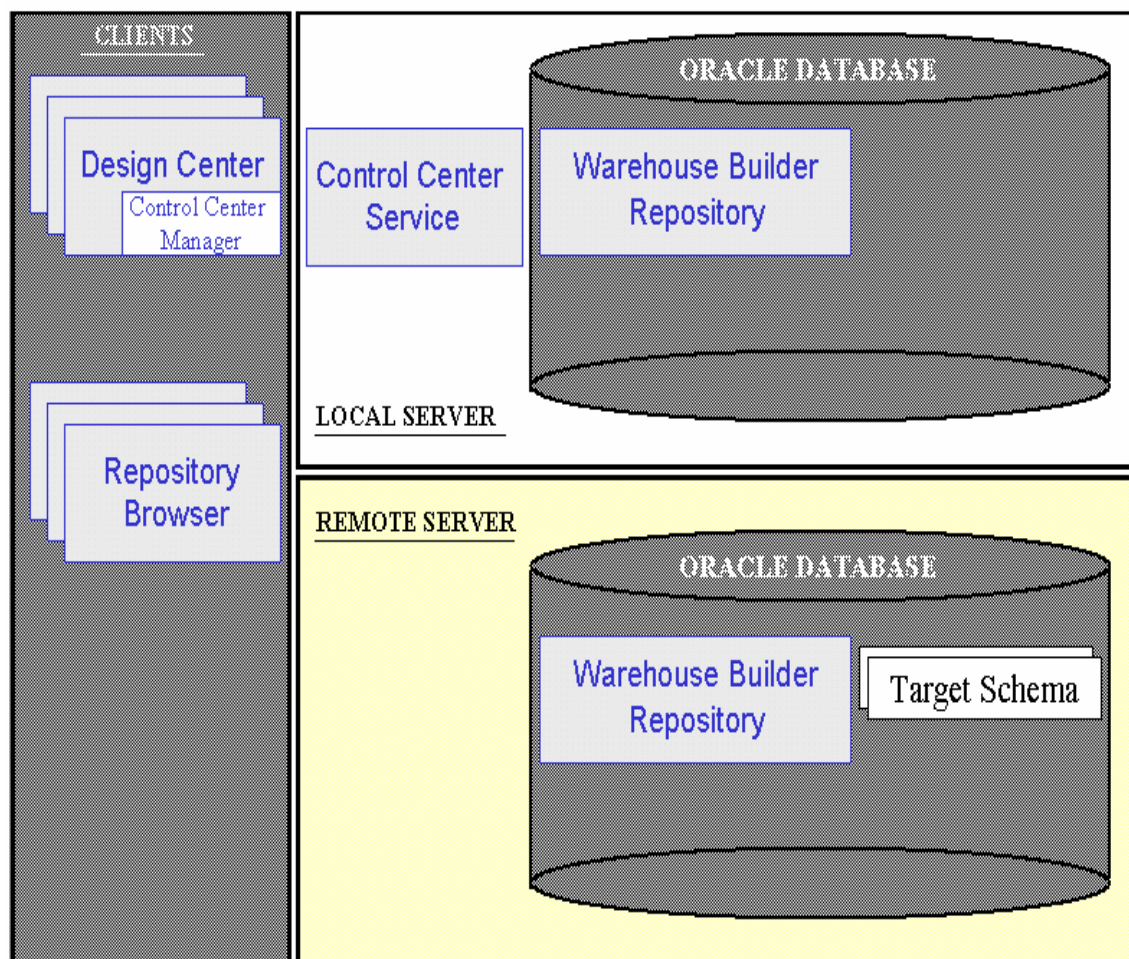 CLIENTS
Design Center
Control Center
Manager
Repository
Browser
ORACLE DATABASE
Control Center
Service
Warehouse Builder
Repository
LOCAL SERVER
REMOTE SERVER
ORACLE DATABASE
Warehouse Builder
Repository
Target Schema